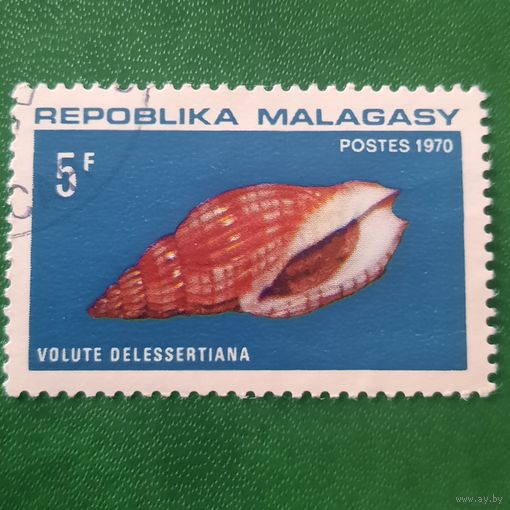 REPOBLIKA MALAGASY
POSTES 1970
5F
VOLUTE DELESSERTIANA
www.ay.by